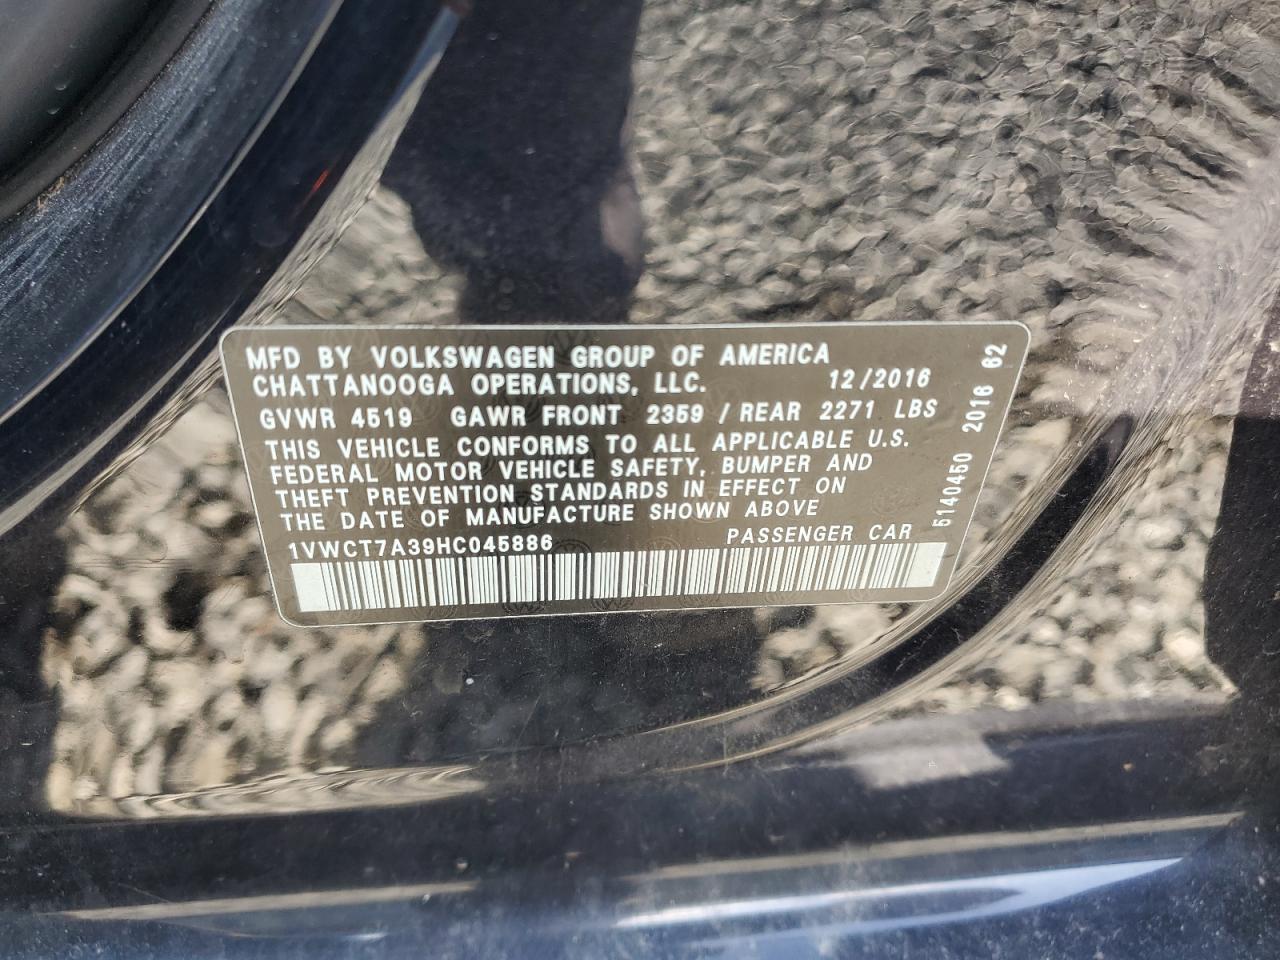 MFD BY VOLKSWAGEN GROUP OF AMERICA
CHATTANOOGA OPERATIONS, LLC. 12/2016
GVWR 4519 GAWR FRONT 2359 / REAR 2271 LBS
THIS VEHICLE CONFORMS TO ALL APPLICABLE U.S.
FEDERAL MOTOR VEHICLE SAFETY, BUMPER AND
THEFT PREVENTION STANDARDS IN EFFECT ON
THE DATE OF MANUFACTURE SHOWN ABOVE
1VWCT7A39HC045886 PASSENGER CAR
5140450 2016 62